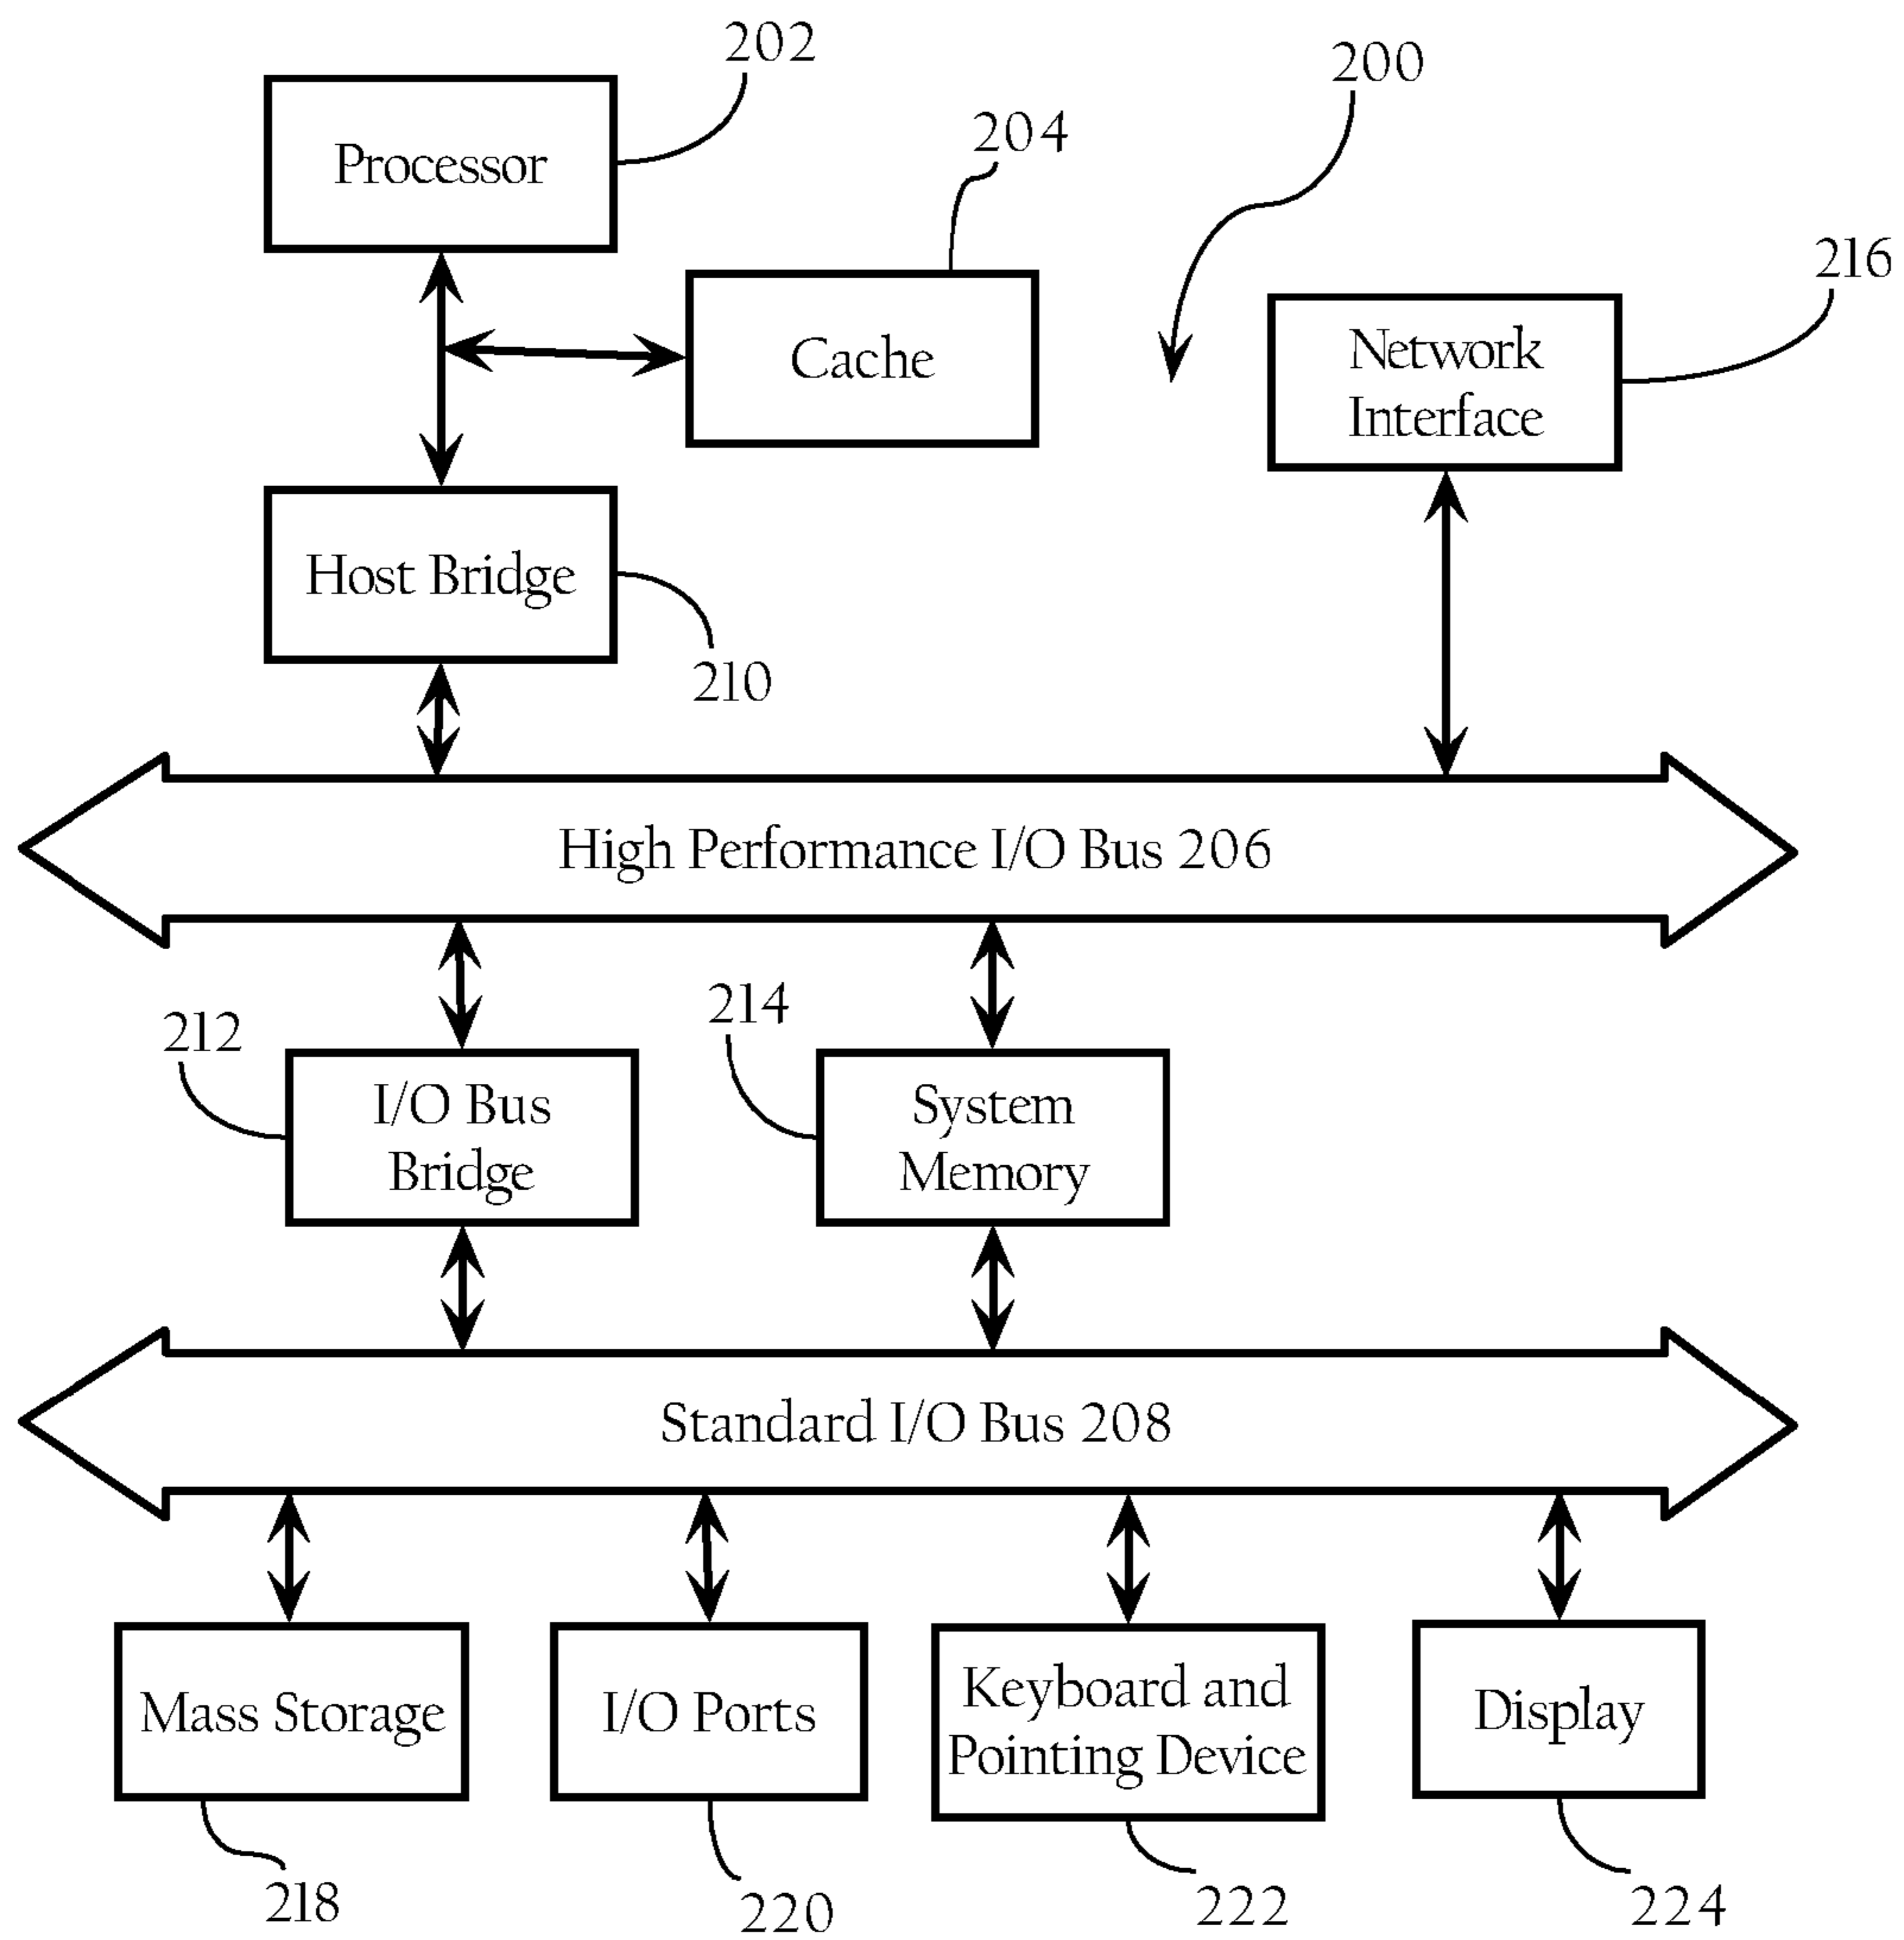 202
200
204
Processor
216
Network
Interface
Cache
Host Bridge
210
High Performance I/O Bus 206
212
214
I/O Bus
Bridge
System
Memory
Standard I/O Bus 208
Mass Storage
I/O Ports
Keyboard and
Pointing Device
Display
218
220
222
224